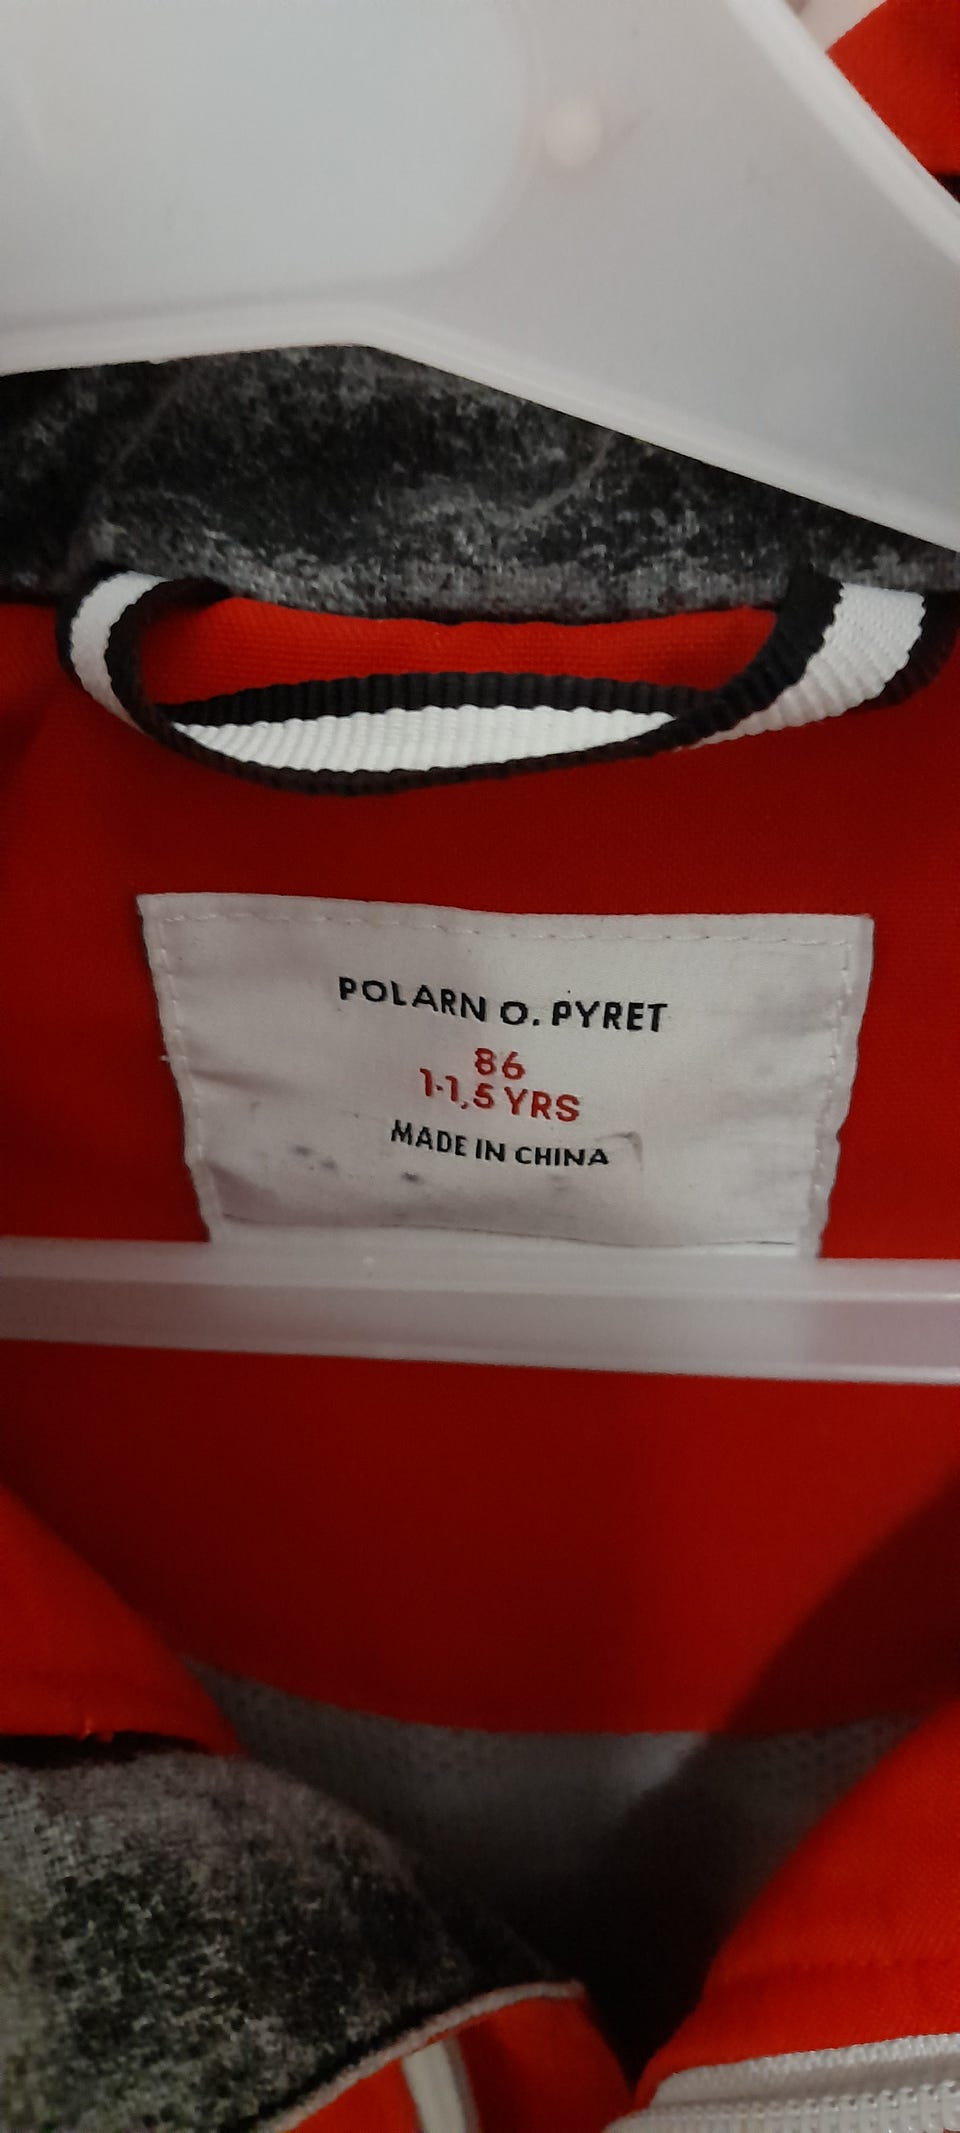 POLARN O. PYRET
86
1-1,5 YRS
MADE IN CHINA